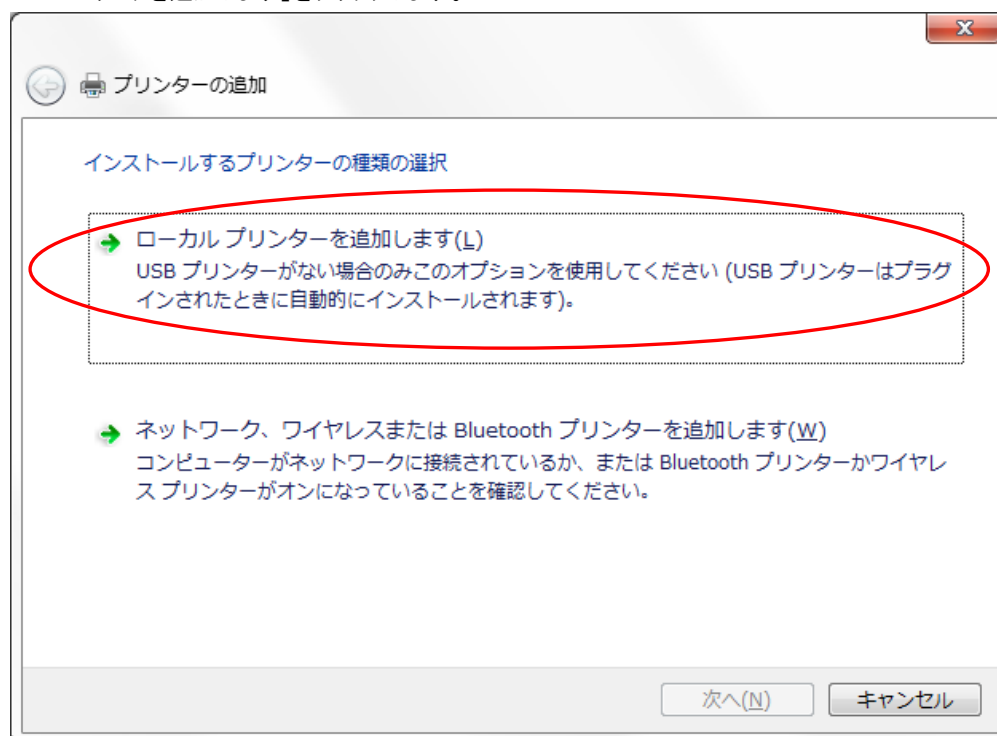 プリンターの追加
インストールするプリンターの種類の選択
ローカル プリンターを追加します(L)
USB プリンターがない場合のみこのオプションを使用してください (USB プリンターはプラグ
インされたときに自動的にインストールされます)。
ネットワーク、ワイヤレスまたは Bluetooth プリンターを追加します(W)
コンピューターがネットワークに接続されているか、または Bluetooth プリンターかワイヤレ
ス プリンターがオンになっていることを確認してください。
次へ(N) キャンセル